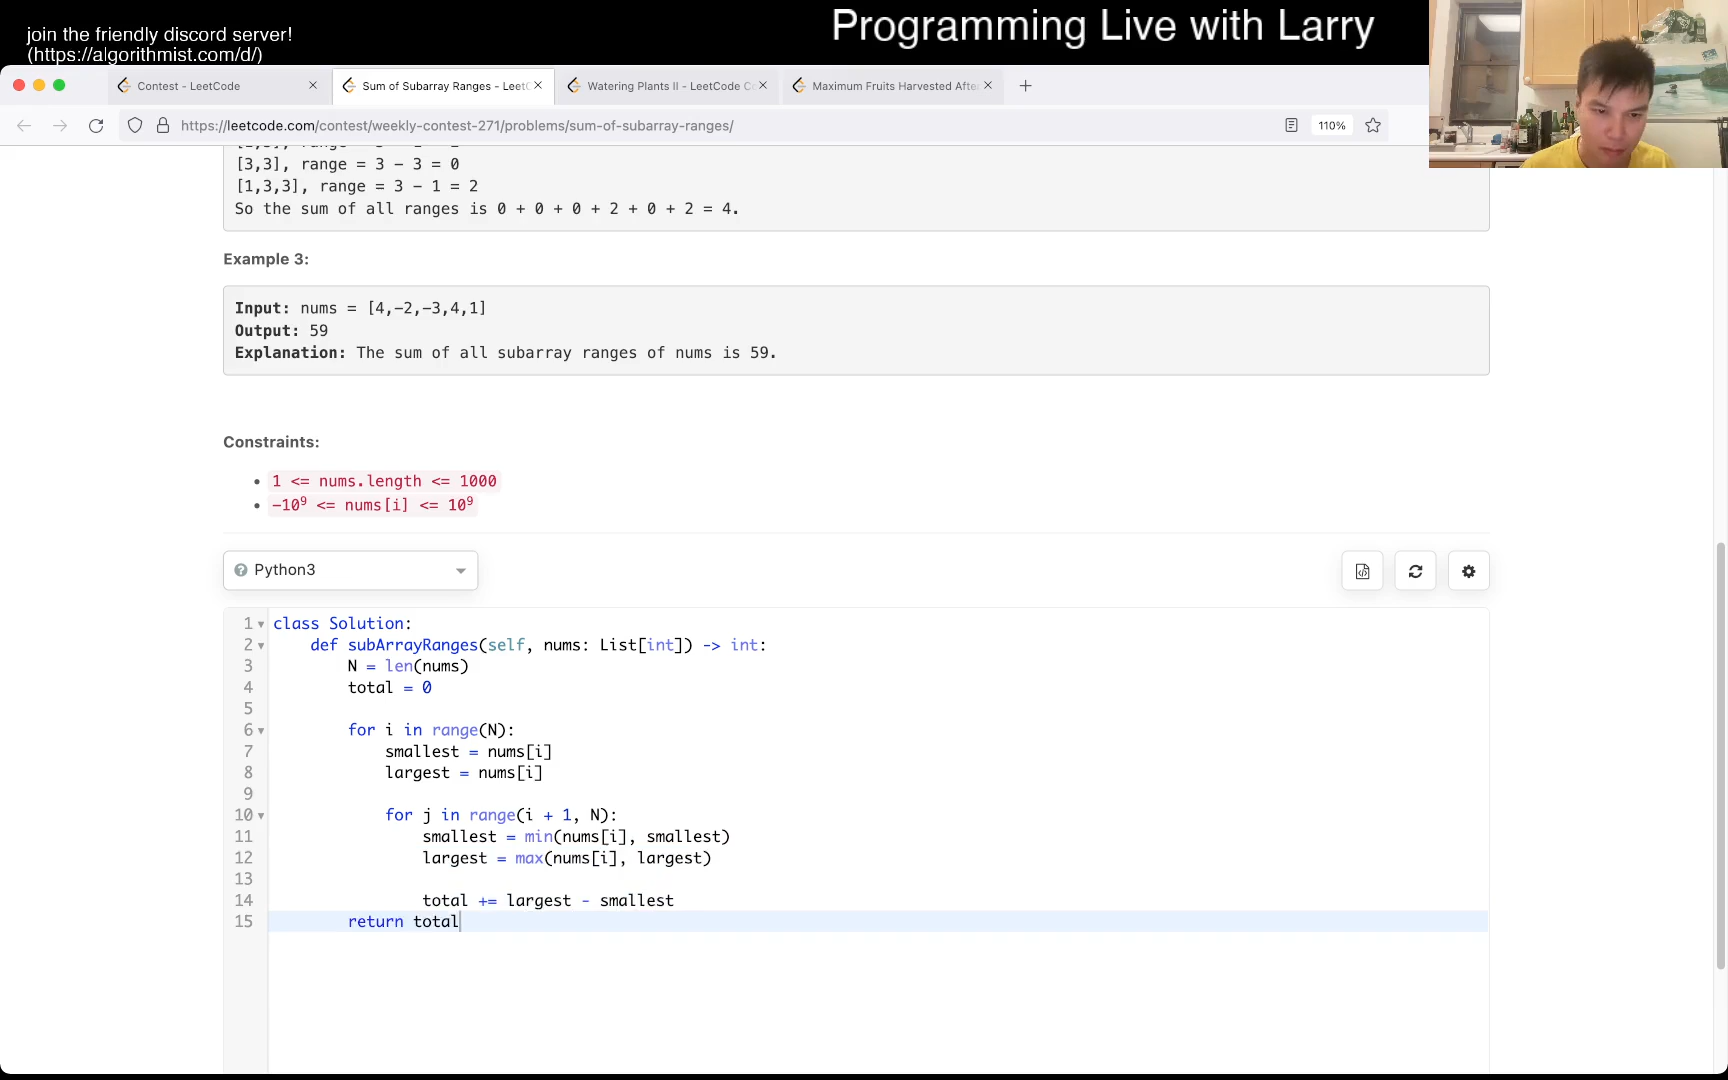 join the friendly discord server!
(https://algorithmist.com/d/)
Programming Live with Larry
Contest - LeetCode
Sum of Subarray Ranges - LeetC
Watering Plants II - LeetCode C
Maximum Fruits Harvested Afte
https://leetcode.com/contest/weekly-contest-271/problems/sum-of-subarray-ranges/
110%
[3,3], range = 3 - 3 = 0
[1,3,3], range = 3 - 1 = 2
So the sum of all ranges is 0 + 0 + 0 + 2 + 0 + 2 = 4.
Example 3:
Input: nums = [4,-2,-3,4,1]
Output: 59
Explanation: The sum of all subarray ranges of nums is 59.
Constraints:
1 <= nums.length <= 1000
-10⁹ <= nums[i] <= 10⁹
Python3
1 class Solution:
2 def subArrayRanges(self, nums: List[int]) -> int:
3 N = len(nums)
4 total = 0
5
6 for i in range(N):
7 smallest = nums[i]
8 largest = nums[i]
9
10 for j in range(i + 1, N):
11 smallest = min(nums[i], smallest)
12 largest = max(nums[i], largest)
13
14 total += largest - smallest
15 return total